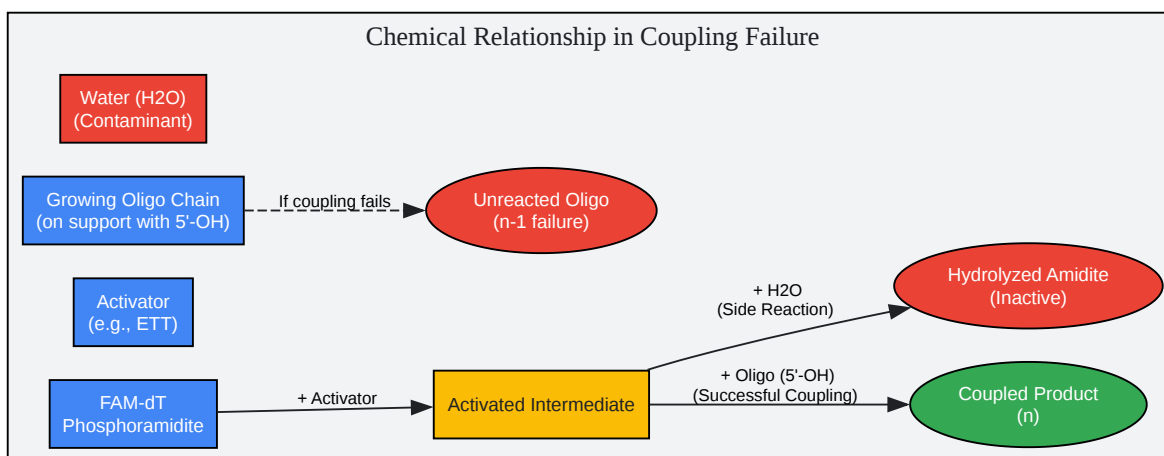 Chemical Relationship in Coupling Failure
Water (H2O)
(Contaminant)
Growing Oligo Chain
(on support with 5'-OH)
If coupling fails
Unreacted Oligo
(n-1 failure)
Activator
(e.g., ETT)
+ H2O
(Side Reaction)
Hydrolyzed Amidite
(Inactive)
FAM-dT
Phosphoramidite
+ Activator
Activated Intermediate
+ Oligo (5'-OH)
(Successful Coupling)
Coupled Product
(n)